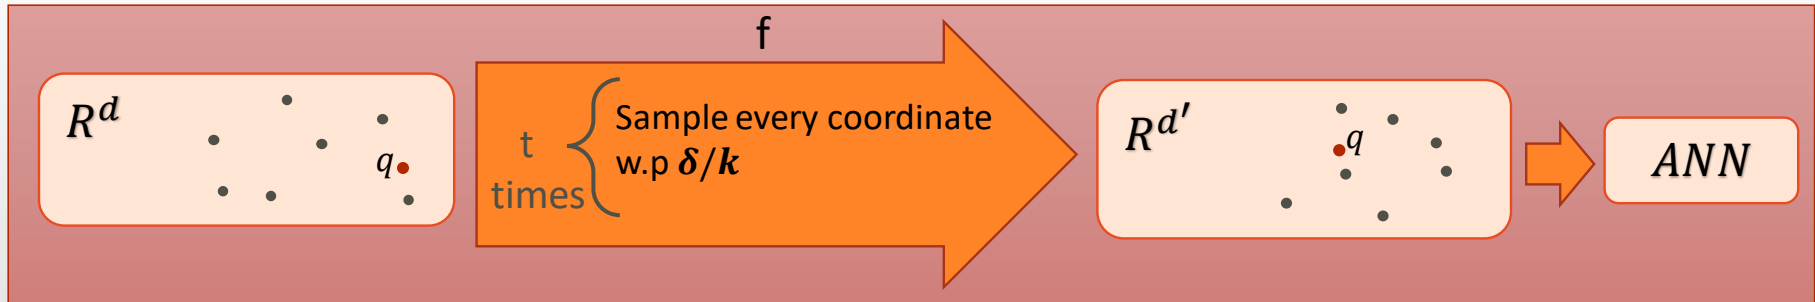 f
R^d
q
t
times
Sample every coordinate
w.p δ/k
R^{d'}
q
ANN